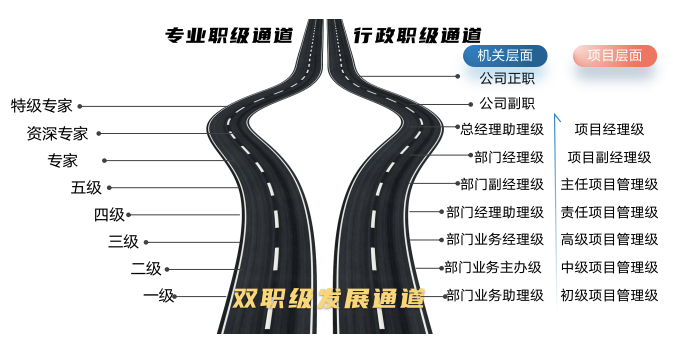 专业职级通道
行政职级通道
机关层面
项目层面
公司正职
公司副职
特级专家
总经理助理级
项目经理级
资深专家
部门经理级
项目副经理级
专家
部门副经理级
主任项目管理级
五级
部门经理助理级
责任项目管理级
四级
部门业务经理级
高级项目管理级
三级
部门业务主办级
中级项目管理级
二级
部门业务助理级
初级项目管理级
一级
双职级发展通道